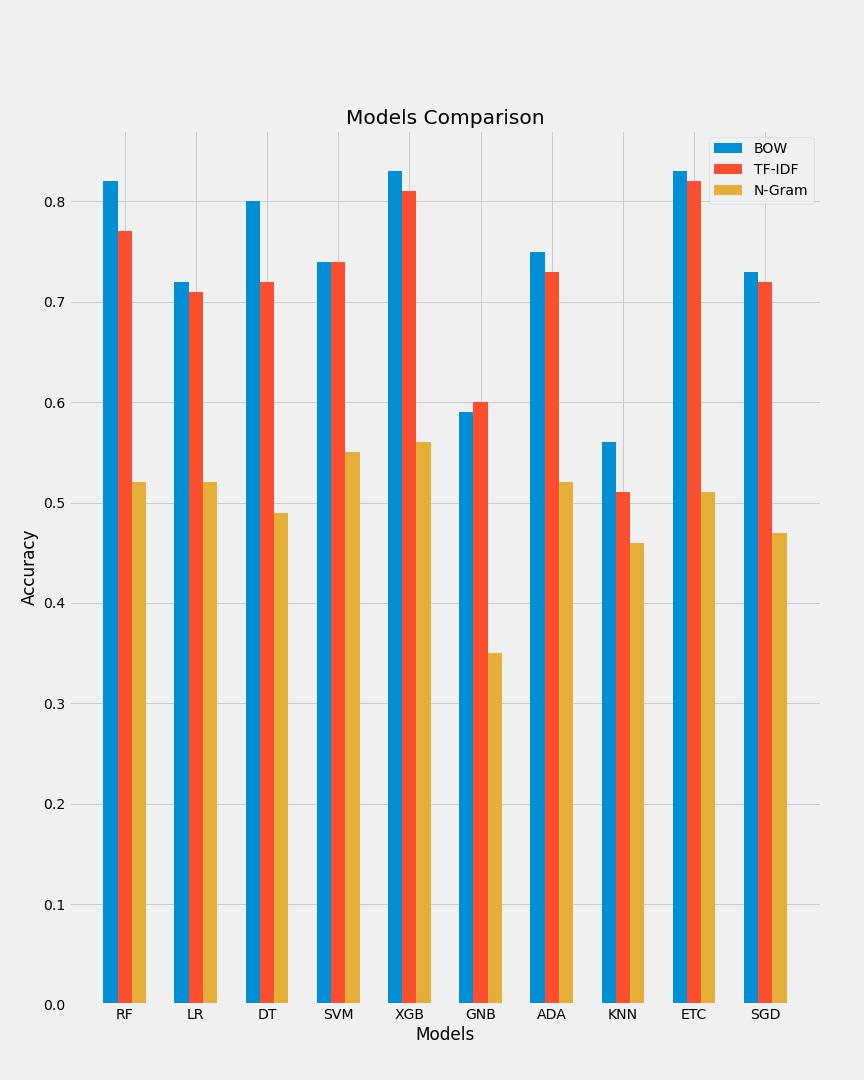 Models Comparison
BOW
TF-IDF
N-Gram
0.8
0.7
0.6
0.5
0.4
0.3
0.2
0.1
0.0
Accuracy
RF LR DT SVM XGB GNB ADA KNN ETC SGD
Models